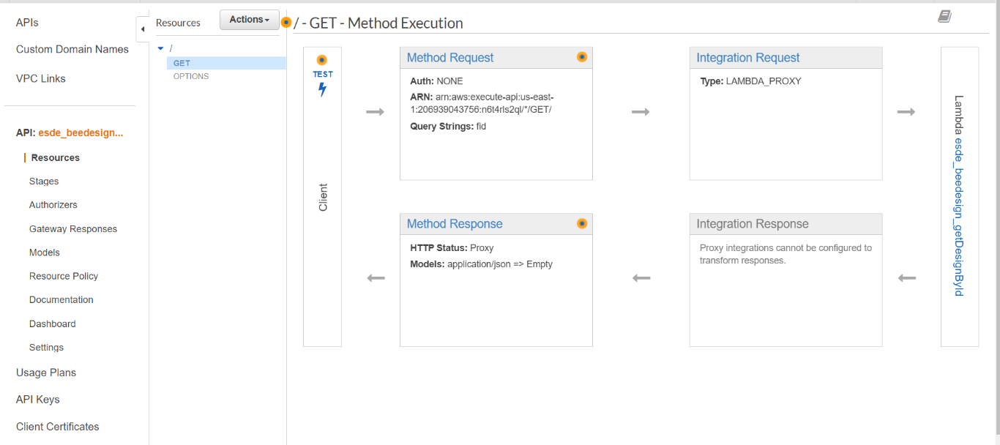 APIs
Custom Domain Names
VPC Links
API: esde_beedesign...
Resources
Stages
Authorizers
Gateway Responses
Models
Resource Policy
Documentation
Dashboard
Settings
Usage Plans
API Keys
Client Certificates
Resources
Actions
/
GET
OPTIONS
/ - GET - Method Execution
TEST
Client
Method Request
Auth: NONE
ARN: arn:aws:execute-api:us-east-
1:206939043756:n6t4rls2ql/*/GET/
Query Strings: fid
Integration Request
Type: LAMBDA_PROXY
Method Response
HTTP Status: Proxy
Models: application/json => Empty
Integration Response
Proxy integrations cannot be configured to
transform responses.
Lambda esde_beedesign_getDesignById